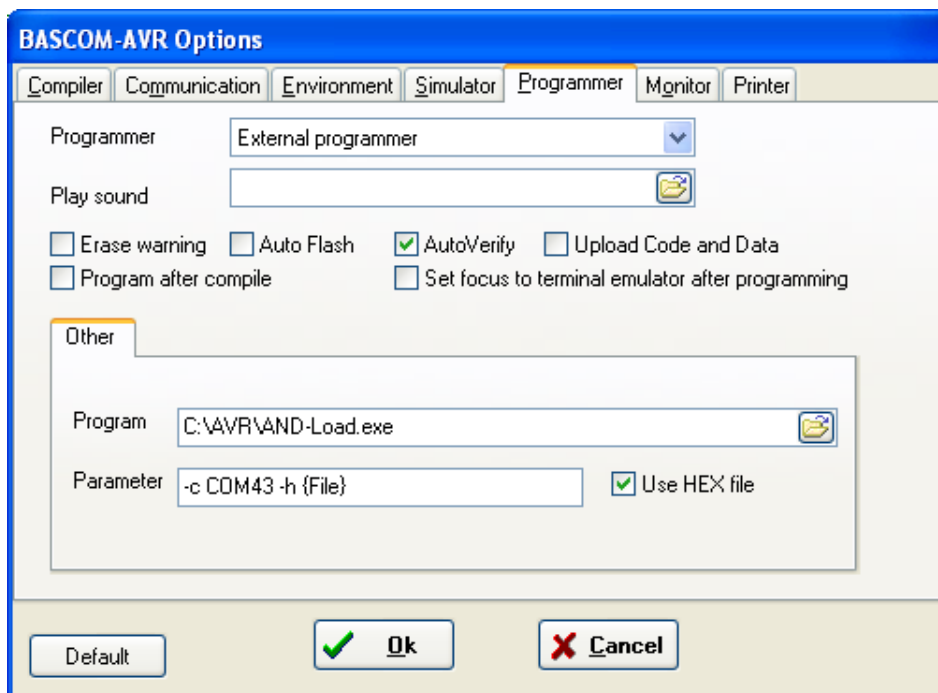 BASCOM-AVR Options
Compiler Communication Environment Simulator Programmer Monitor Printer
Programmer External programmer
Play sound
Erase warning Auto Flash AutoVerify Upload Code and Data
Program after compile Set focus to terminal emulator after programming
Other
Program C:\AVR\AND-Load.exe
Parameter -c COM43 -h {File} Use HEX file
Default Ok Cancel